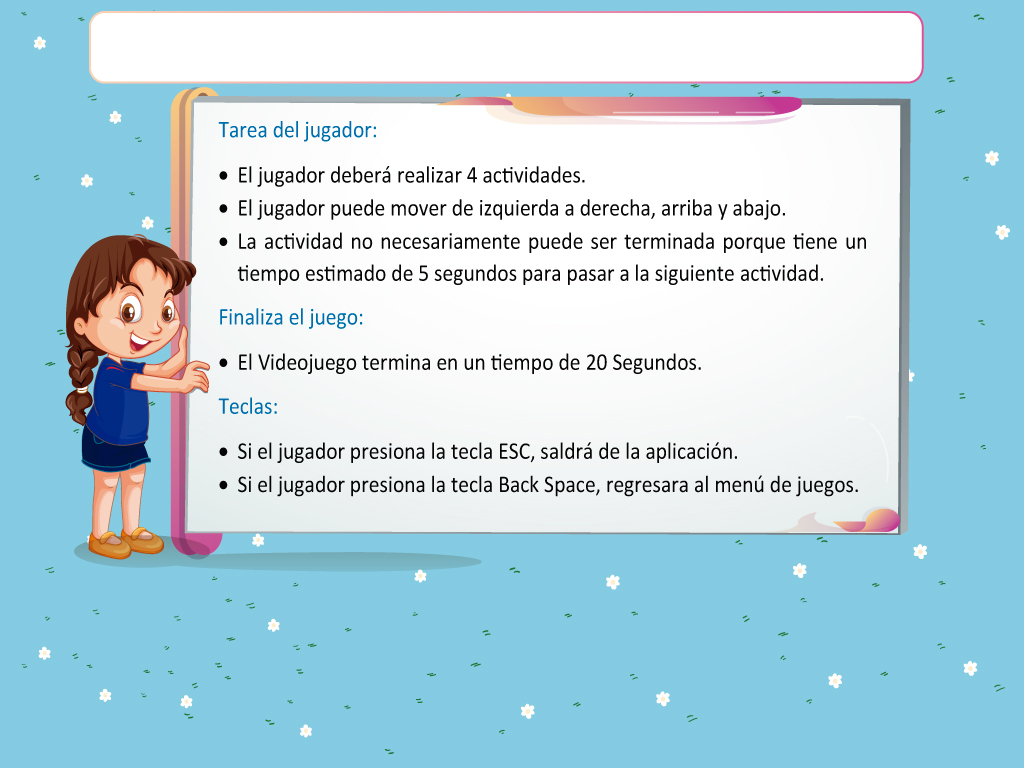 Tarea del jugador:
• El jugador deberá realizar 4 actividades.
• El jugador puede mover de izquierda a derecha, arriba y abajo.
• La actividad no necesariamente puede ser terminada porque tiene un
tiempo estimado de 5 segundos para pasar a la siguiente actividad.
Finaliza el juego:
• El Videojuego termina en un tiempo de 20 Segundos.
Teclas:
• Si el jugador presiona la tecla ESC, saldrá de la aplicación.
• Si el jugador presiona la tecla Back Space, regresara al menú de juegos.